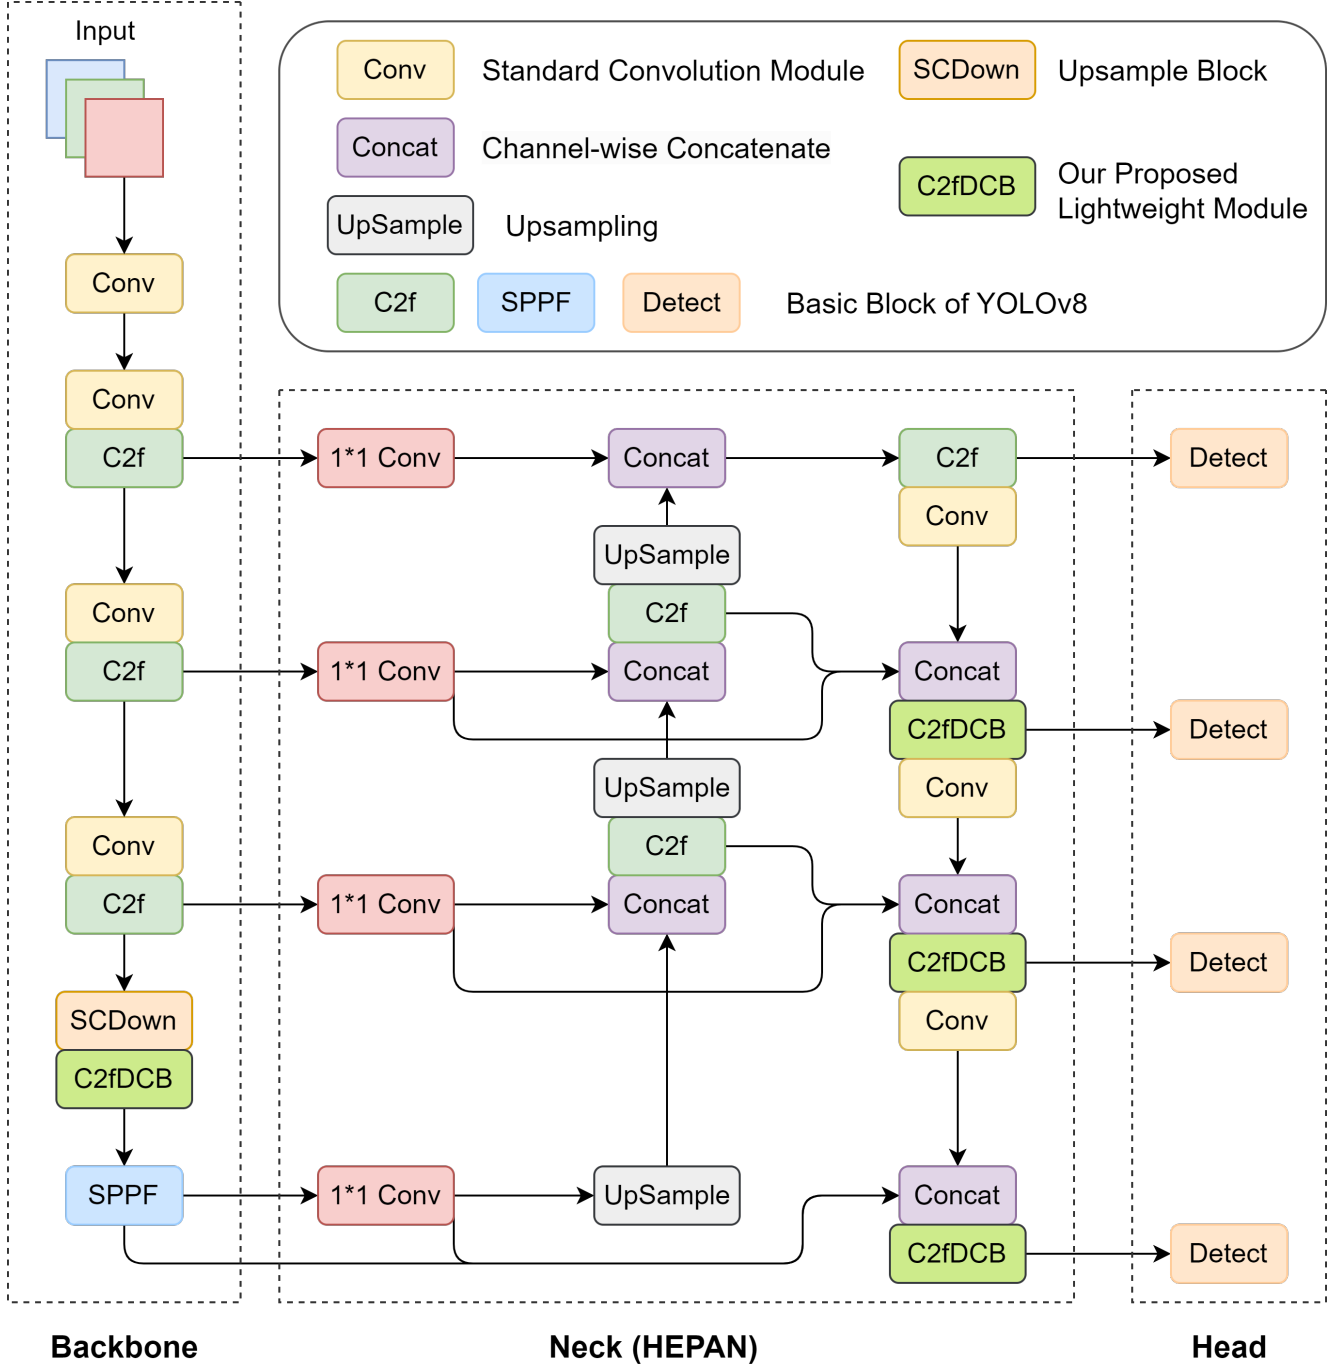 Input
Conv
Standard Convolution Module
SCDown
Upsample Block
Concat
Channel-wise Concatenate
C2fDCB
Our Proposed
Lightweight Module
UpSample
Upsampling
C2f
SPPF
Detect
Basic Block of YOLOv8
Conv
Conv
C2f
Conv
C2f
Conv
C2f
SCDown
C2fDCB
SPPF
1*1 Conv
Concat
C2f
Conv
UpSample
C2f
1*1 Conv
Concat
Concat
C2fDCB
Conv
UpSample
C2f
1*1 Conv
Concat
Concat
C2fDCB
Conv
1*1 Conv
UpSample
Concat
C2fDCB
Detect
Detect
Detect
Detect
Backbone
Neck (HEPAN)
Head